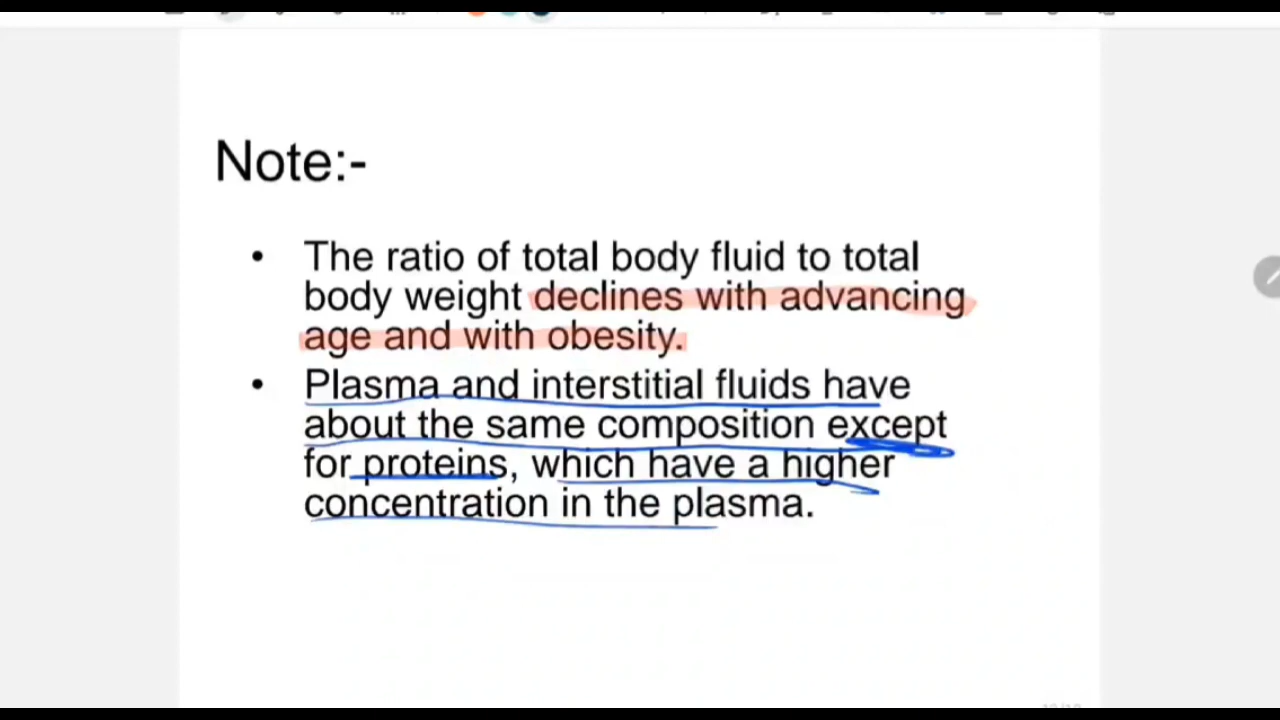 Note:-
• The ratio of total body fluid to total
body weight declines with advancing
age and with obesity.
• Plasma and interstitial fluids have
about the same composition except
for proteins, which have a higher
concentration in the plasma.